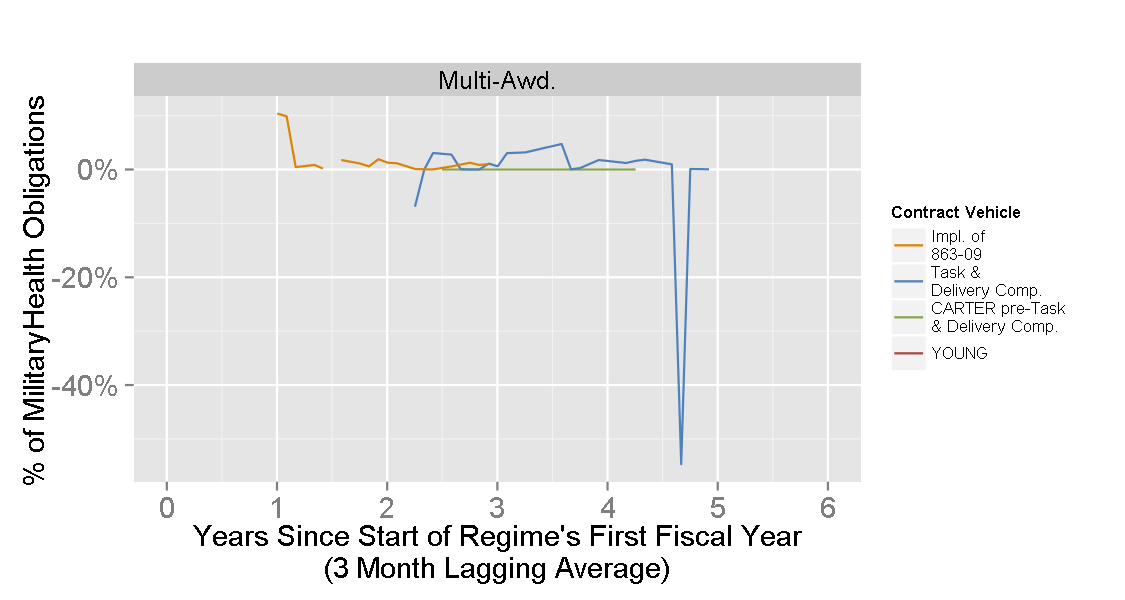 Multi-Awd.
% of MilitaryHealth Obligations
0%
-20%
-40%
0 1 2 3 4 5 6
Years Since Start of Regime's First Fiscal Year
(3 Month Lagging Average)
Contract Vehicle
Impl. of
863-09
Task &
Delivery Comp.
CARTER pre-Task
& Delivery Comp.
YOUNG